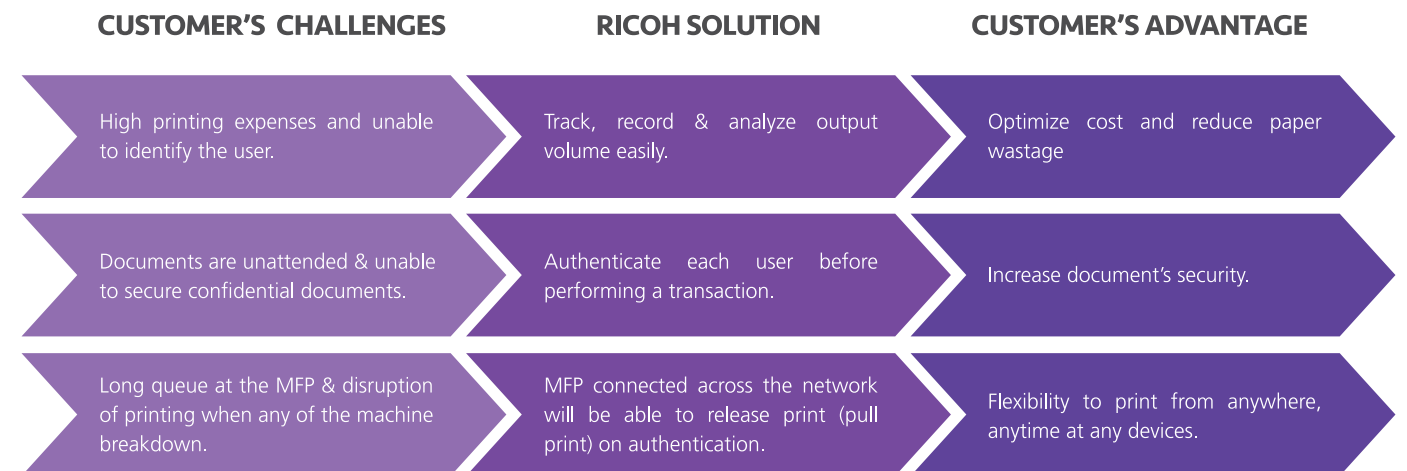 CUSTOMER'S CHALLENGES
RICOH SOLUTION
CUSTOMER'S ADVANTAGE
High printing expenses and unable
to identify the user.
Track, record & analyze output
volume easily.
Optimize cost and reduce paper
wastage
Documents are unattended & unable
to secure confidential documents.
Authenticate each user before
performing a transaction.
Increase document's security.
Long queue at the MFP & disruption
of printing when any of the machine
breakdown.
MFP connected across the network
will be able to release print (pull
print) on authentication.
Flexibility to print from anywhere,
anytime at any devices.